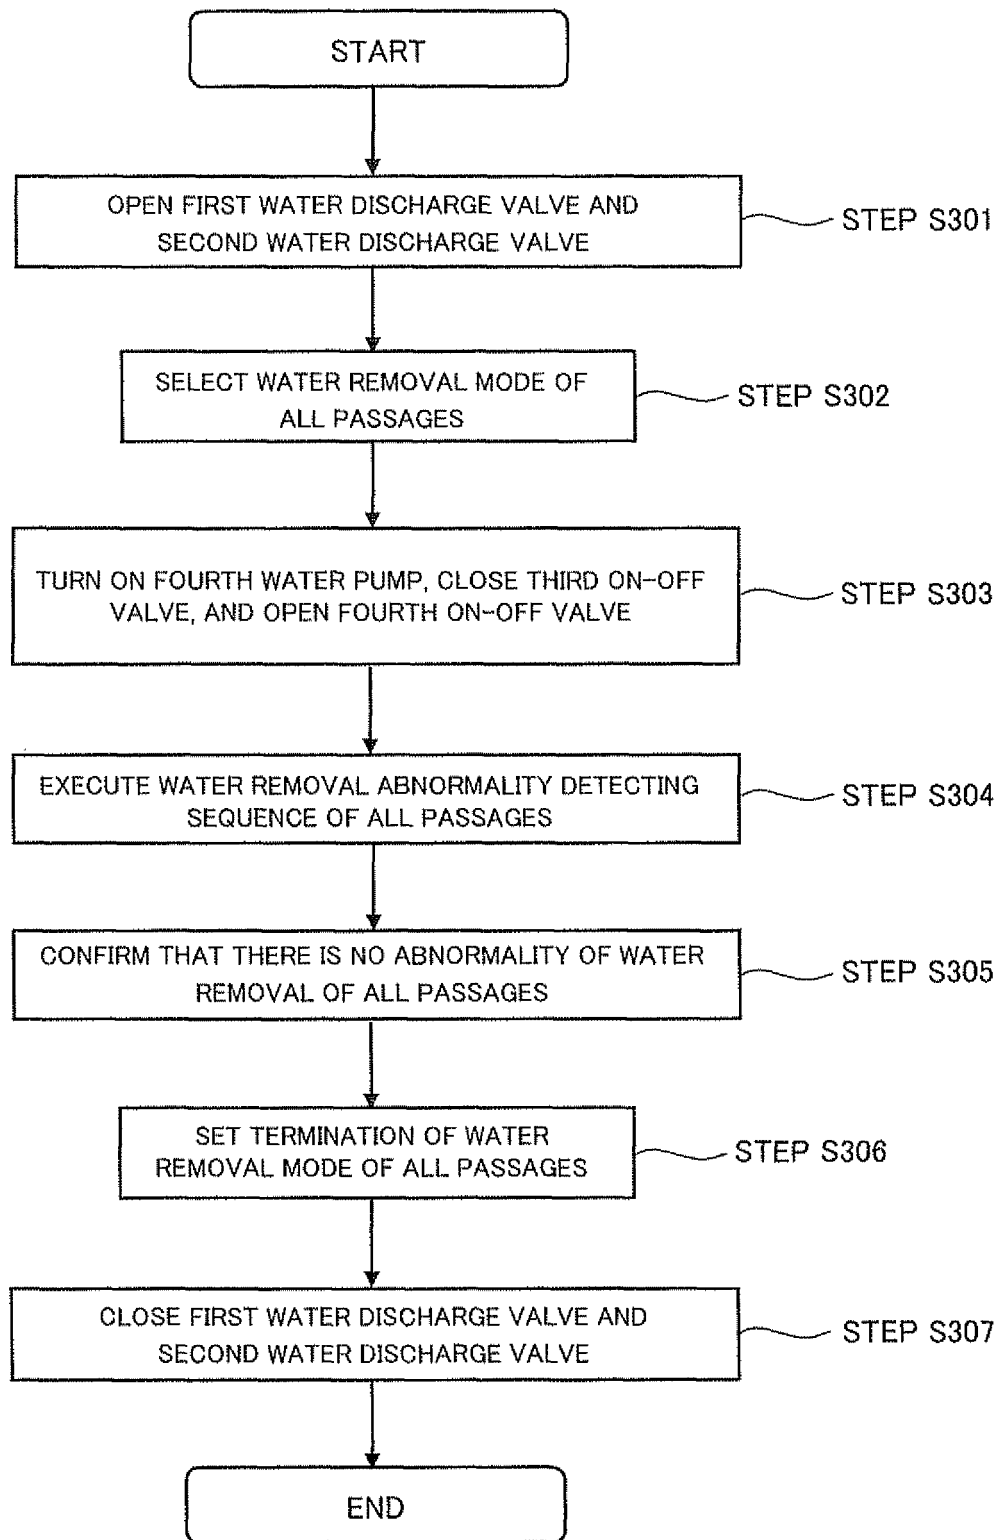 START
OPEN FIRST WATER DISCHARGE VALVE AND
SECOND WATER DISCHARGE VALVE
STEP S301
SELECT WATER REMOVAL MODE OF
ALL PASSAGES
STEP S302
TURN ON FOURTH WATER PUMP, CLOSE THIRD ON-OFF
VALVE, AND OPEN FOURTH ON-OFF VALVE
STEP S303
EXECUTE WATER REMOVAL ABNORMALITY DETECTING
SEQUENCE OF ALL PASSAGES
STEP S304
CONFIRM THAT THERE IS NO ABNORMALITY OF WATER
REMOVAL OF ALL PASSAGES
STEP S305
SET TERMINATION OF WATER
REMOVAL MODE OF ALL PASSAGES
STEP S306
CLOSE FIRST WATER DISCHARGE VALVE AND
SECOND WATER DISCHARGE VALVE
STEP S307
END